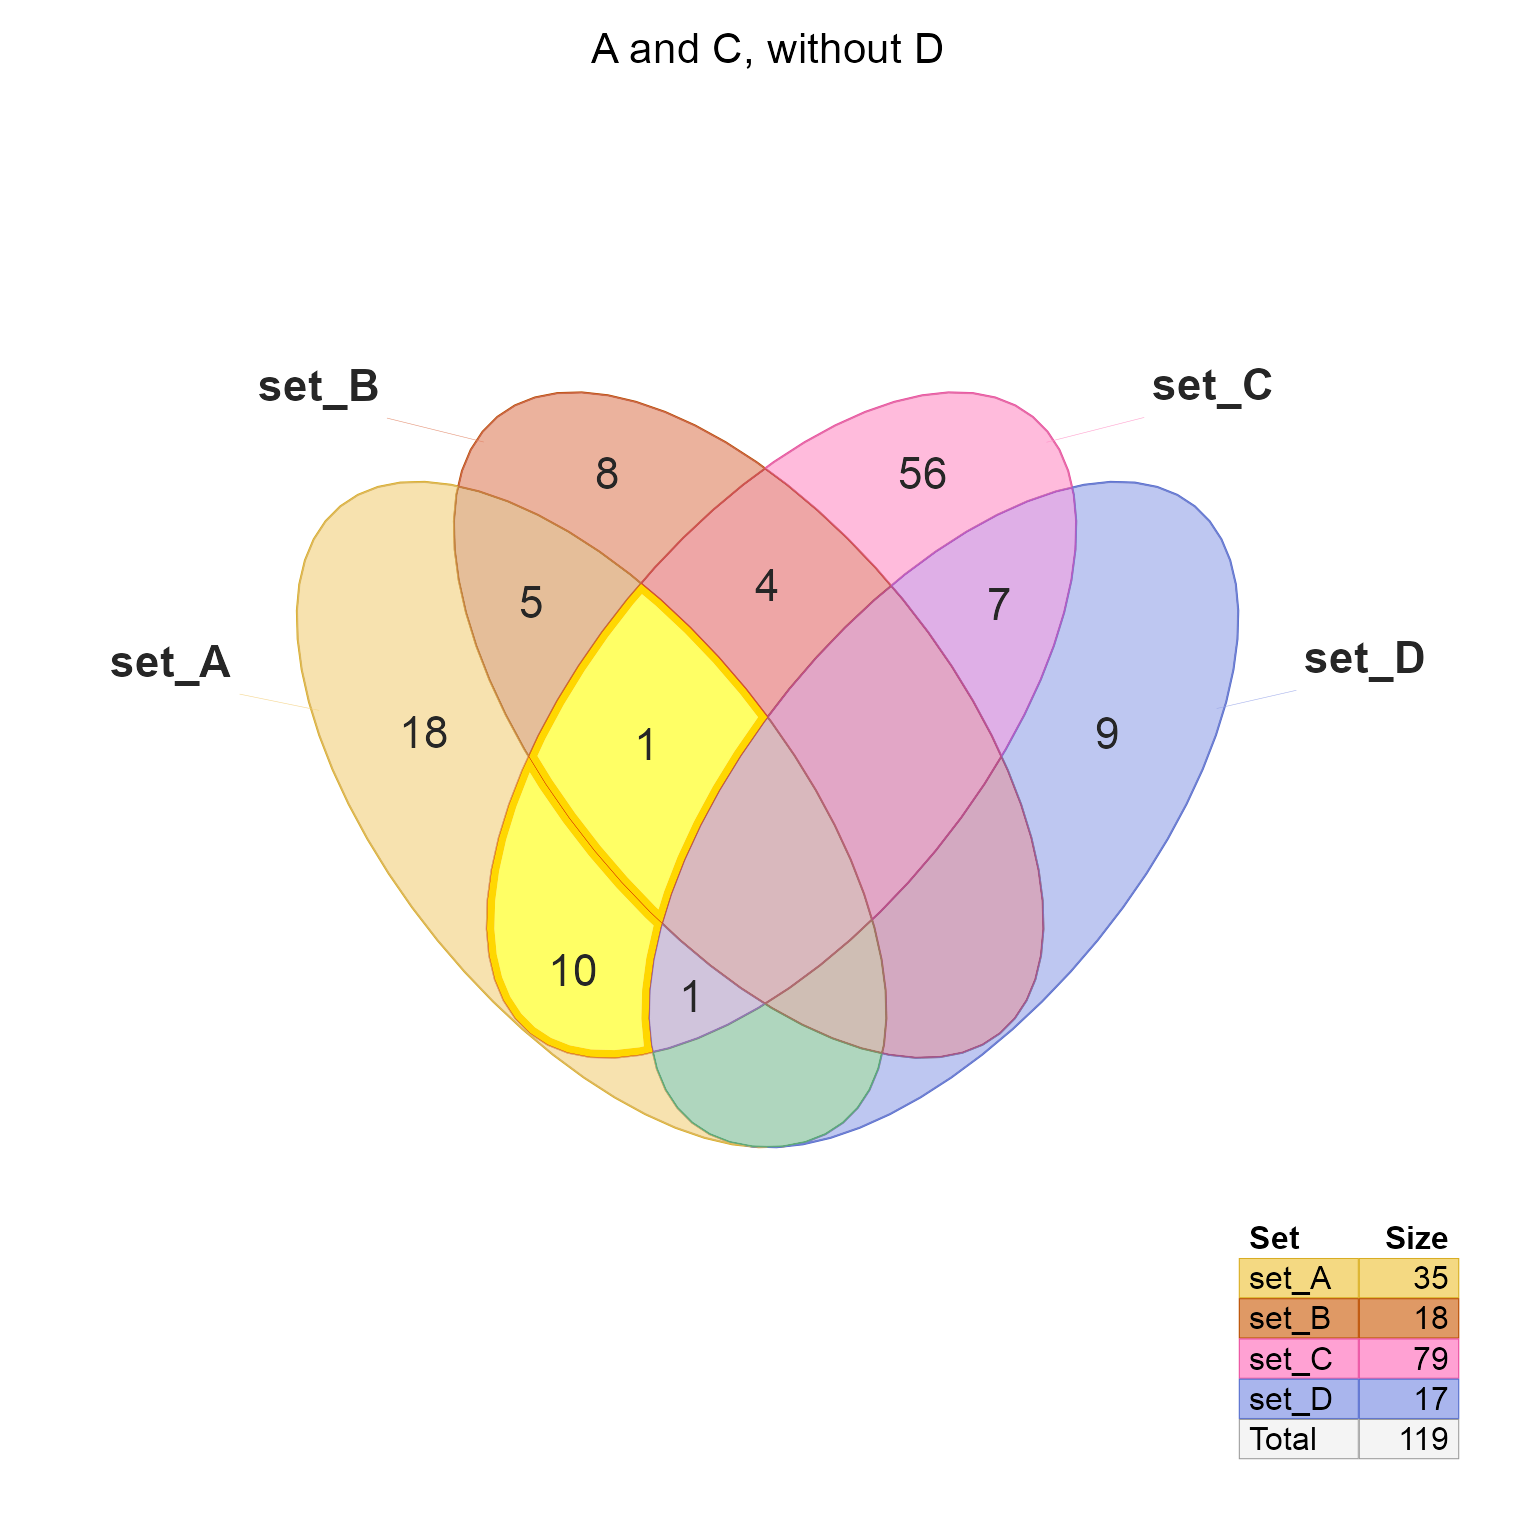 A and C, without D
set_B
set_C
8
56
4
5
7
set_A
set_D
18
1
9
10
1
Set Size
set_A 35
set_B 18
set_C 79
set_D 17
Total 119